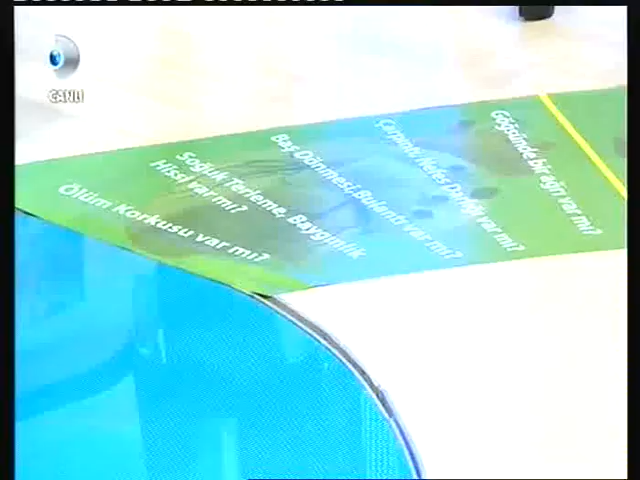 CANLI
Ölüm Korkusu var mı?
Soğuk Terleme, Baygınlık
Hissi var mı?
Baş Dönmesi, Bulantı var mı?
Çarpıntı Nefes Darlığı var mı?
Göğsünde bir ağrı var mı?